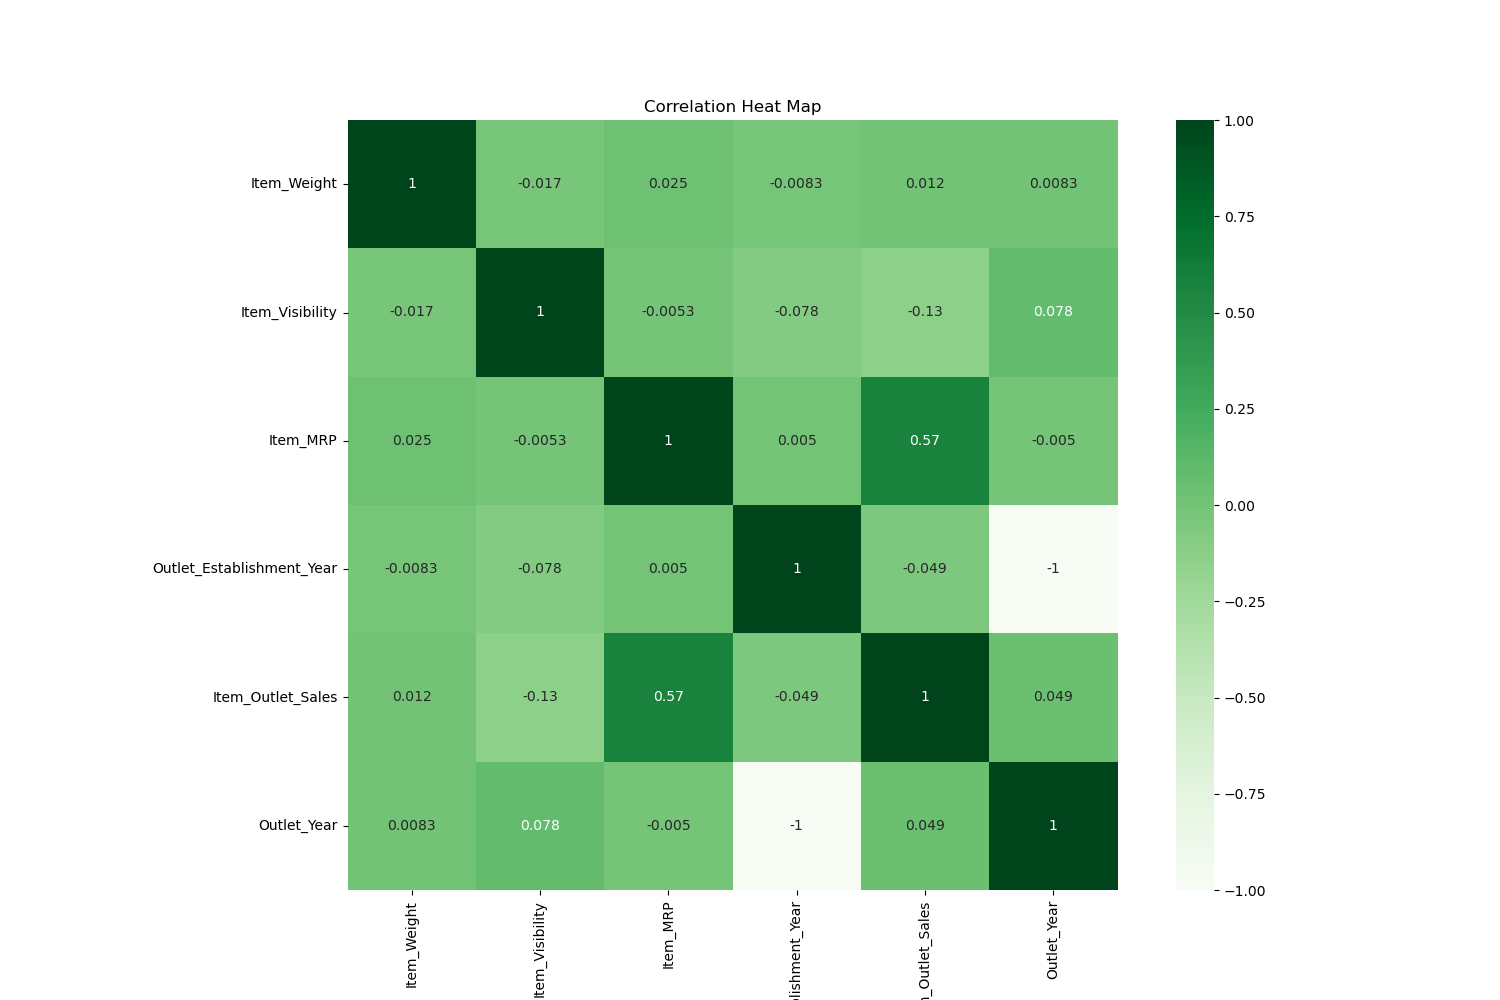 Correlation Heat Map
Item_Weight 1 -0.017 0.025 -0.0083 0.012 0.0083
Item_Visibility -0.017 1 -0.0053 -0.078 -0.13 0.078
Item_MRP 0.025 -0.0053 1 0.005 0.57 -0.005
Outlet_Establishment_Year -0.0083 -0.078 0.005 1 -0.049 -1
Item_Outlet_Sales 0.012 -0.13 0.57 -0.049 1 0.049
Outlet_Year 0.0083 0.078 -0.005 -1 0.049 1
Item_Weight
Item_Visibility
Item_MRP
lishment_Year
_Outlet_Sales
Outlet_Year
1.00
0.75
0.50
0.25
0.00
−0.25
−0.50
−0.75
−1.00